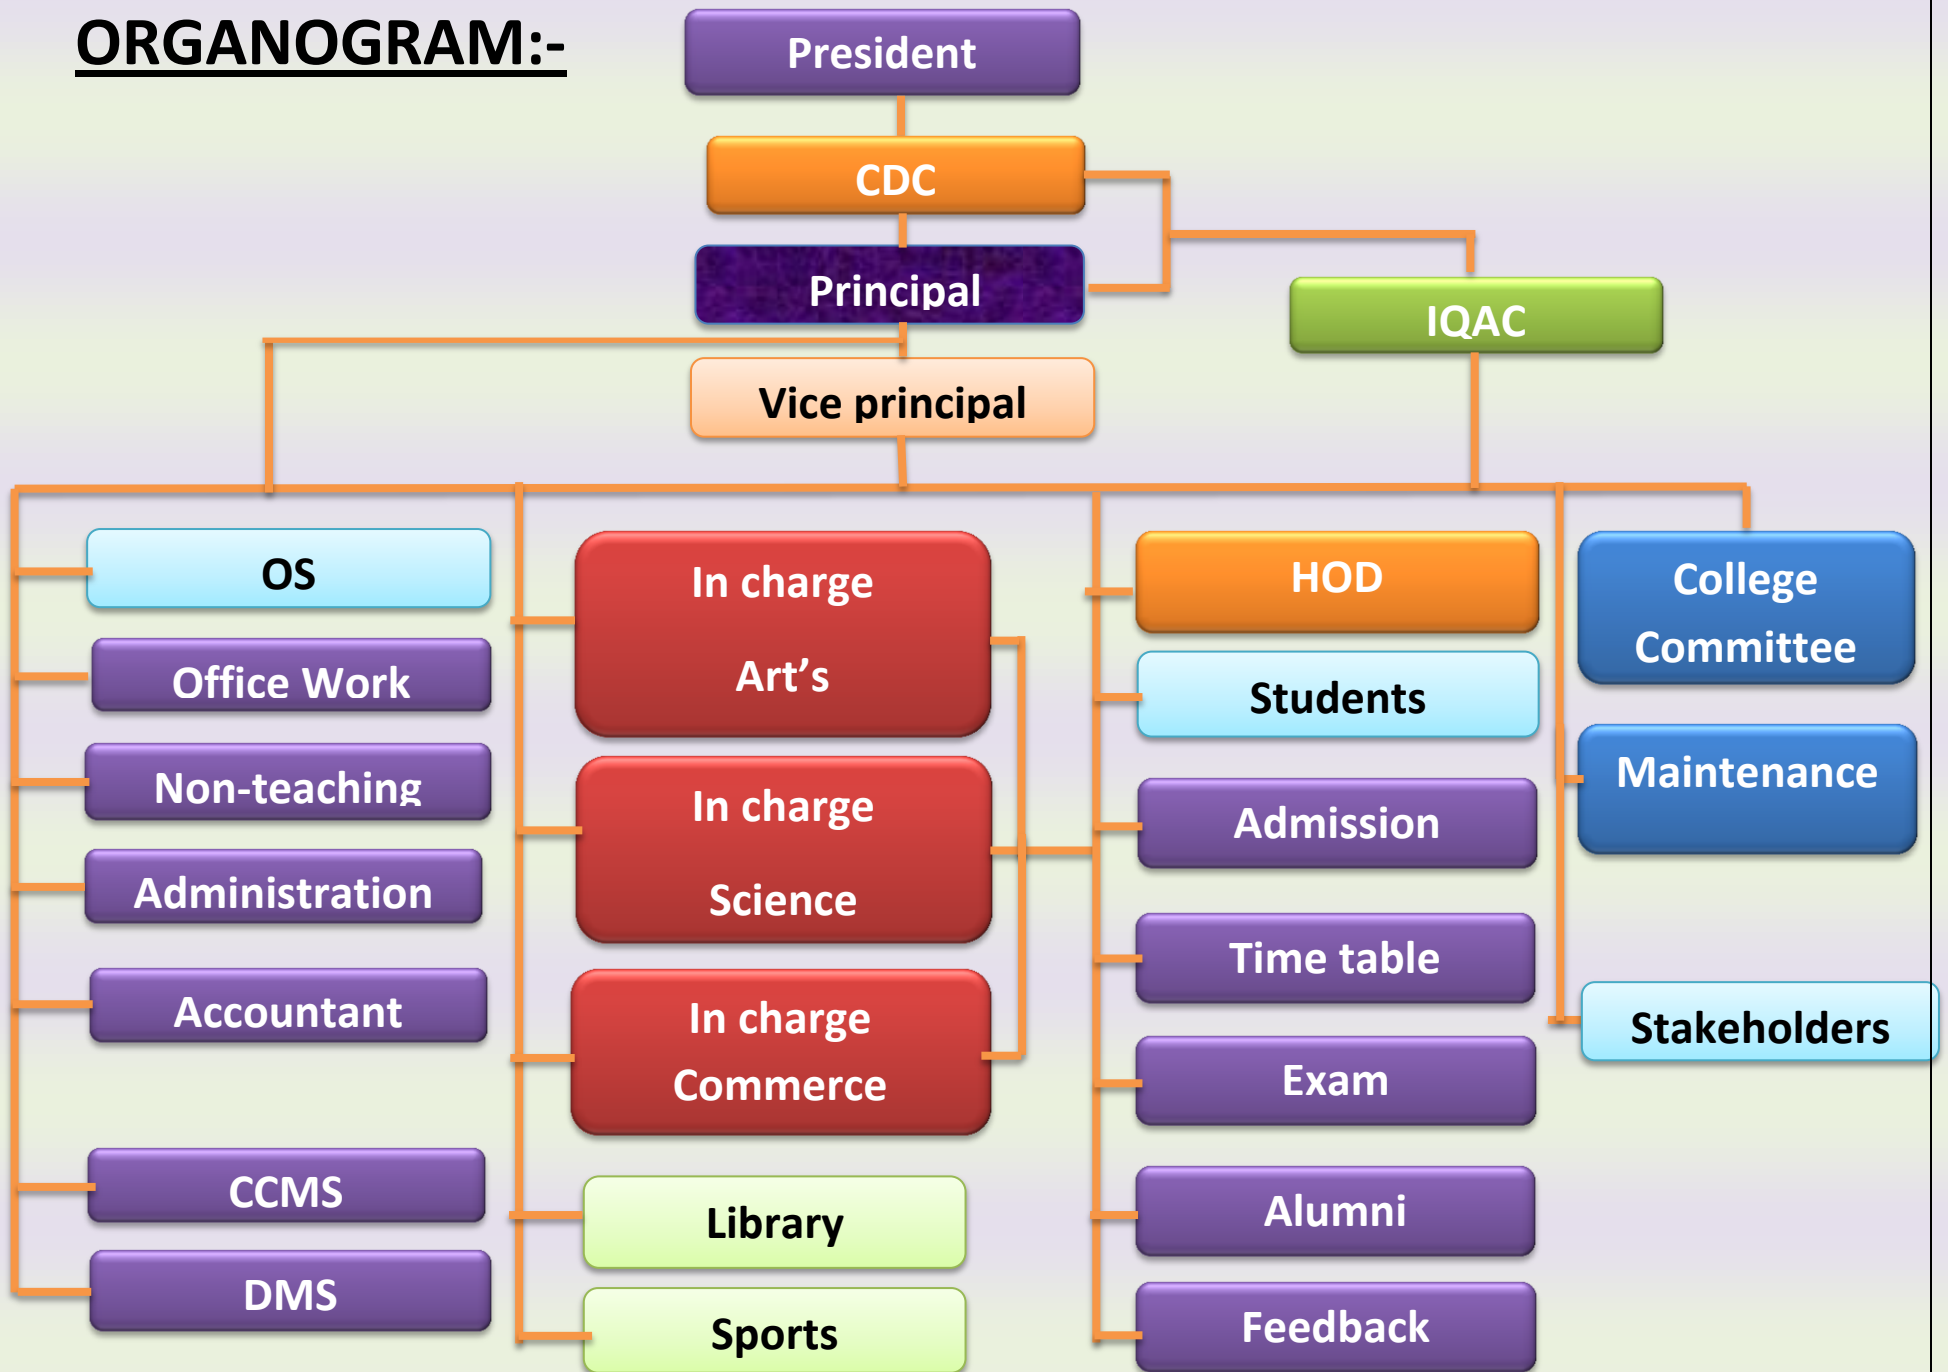 ORGANOGRAM:-
President
CDC
Principal
IQAC
Vice principal
OS
Office Work
Non-teaching
Administration
Accountant
CCMS
DMS
In charge
Art’s
In charge
Science
In charge
Commerce
Library
Sports
HOD
Students
Admission
Time table
Exam
Alumni
Feedback
College
Committee
Maintenance
Stakeholders